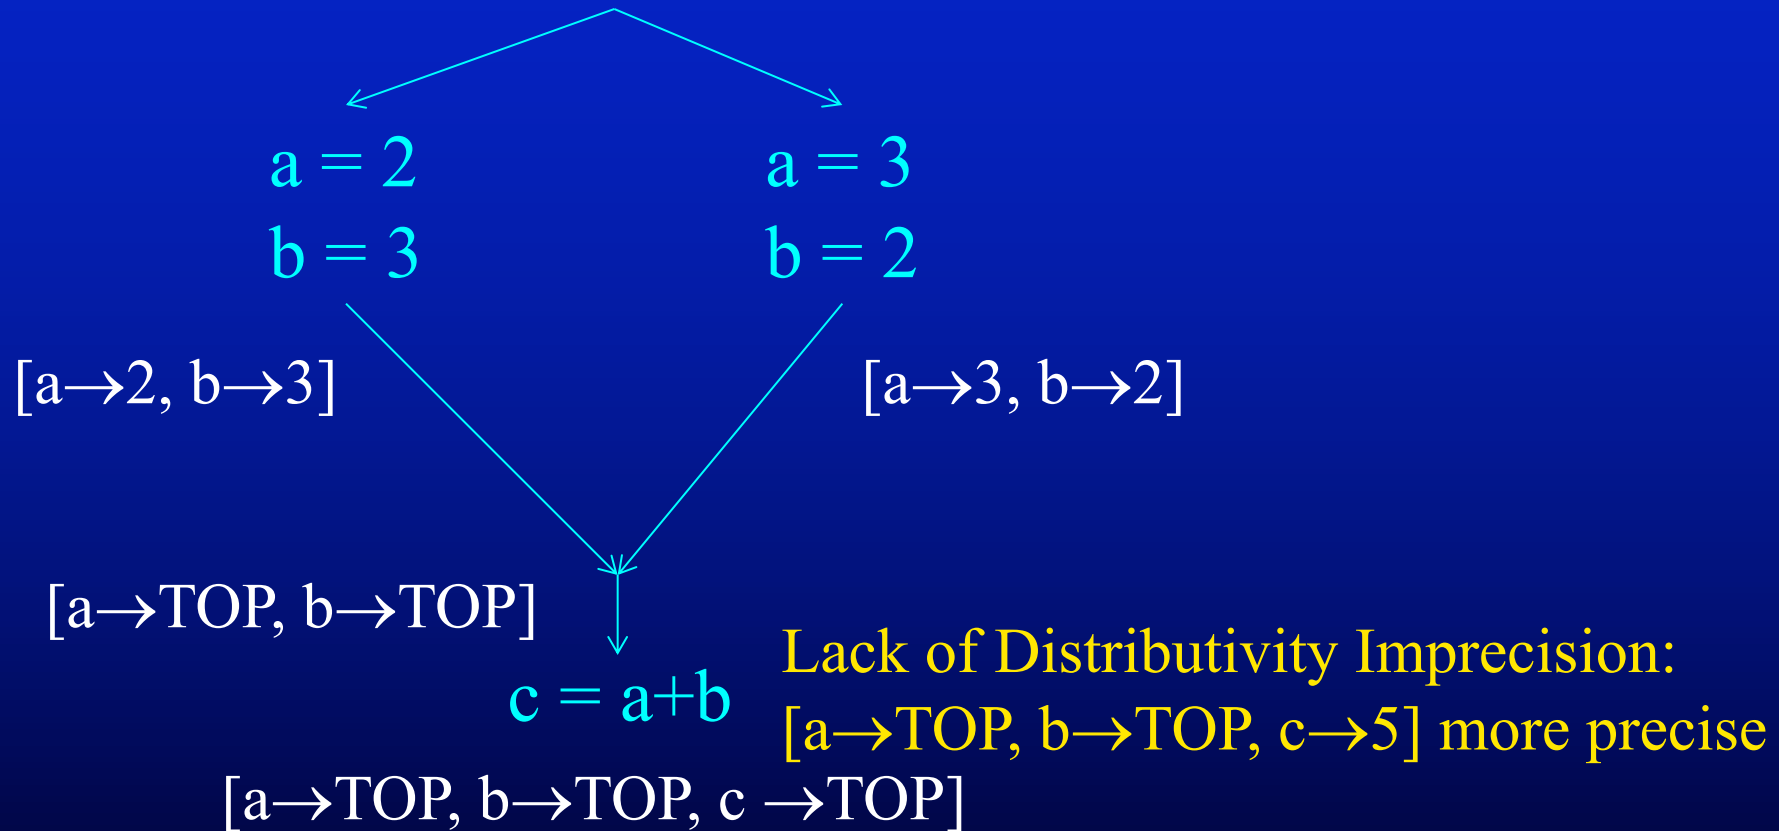 a = 2
b = 3
a = 3
b = 2
[a→2, b→3]
[a→3, b→2]
[a→TOP, b→TOP]
c = a+b
Lack of Distributivity Imprecision:
[a→TOP, b→TOP, c→5] more precise
[a→TOP, b→TOP, c →TOP]